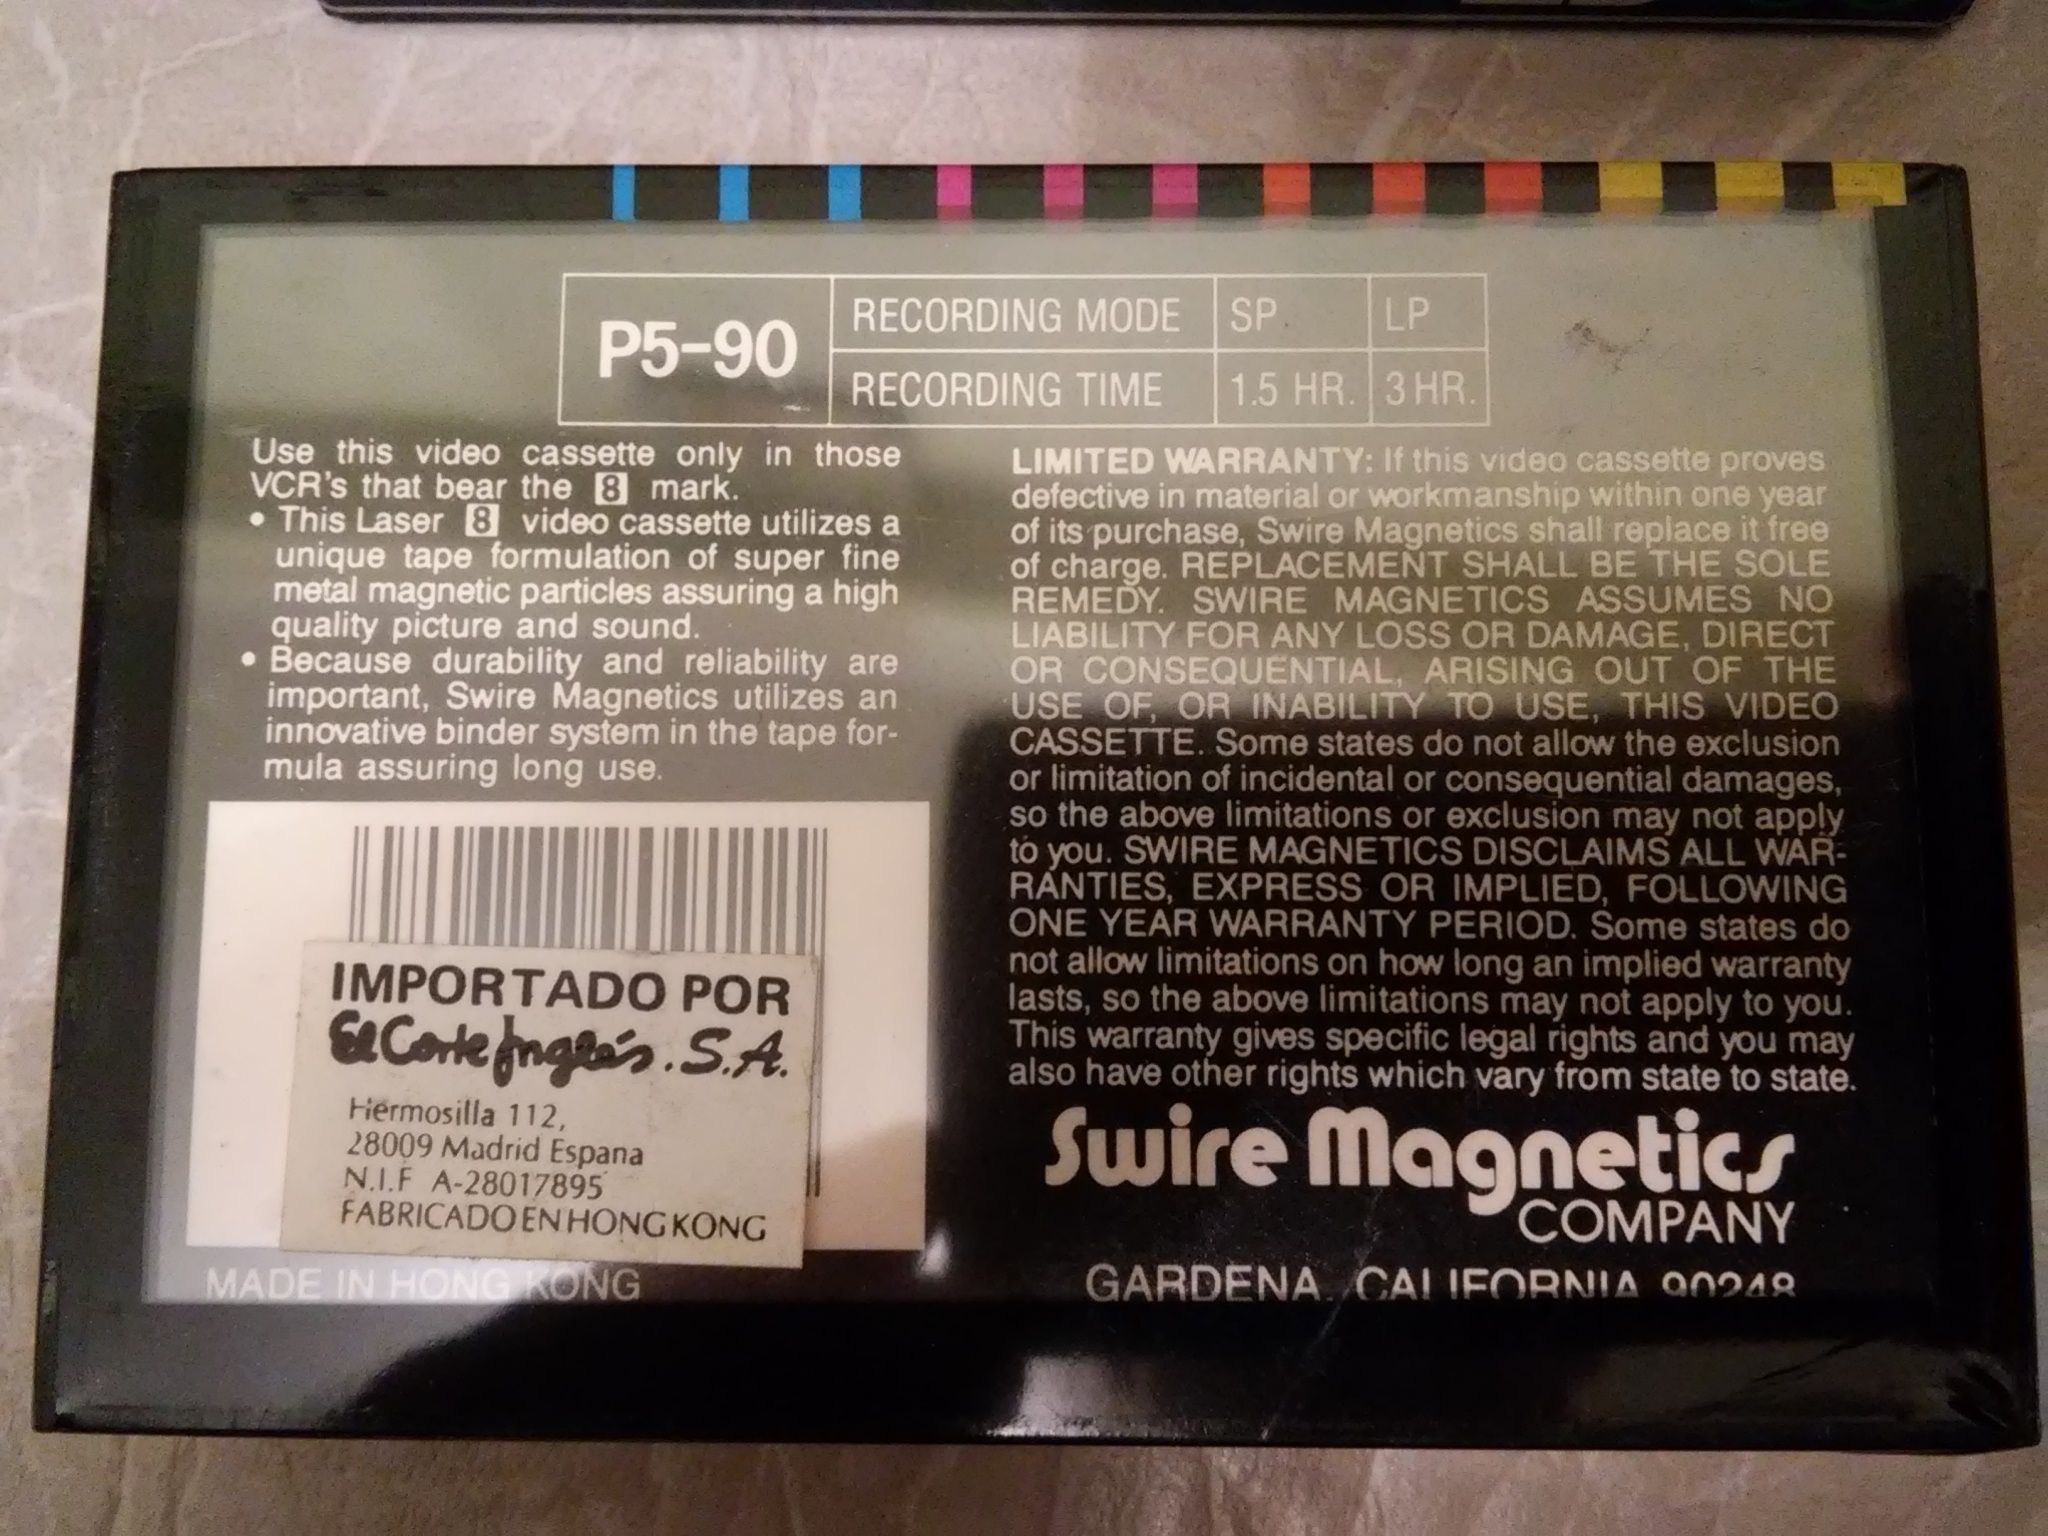 P5-90
RECORDING MODE SP LP
RECORDING TIME 1.5 HR. 3 HR.
Use this video cassette only in those
VCR's that bear the 8 mark.
• This Laser 8 video cassette utilizes a
unique tape formulation of super fine
metal magnetic particles assuring a high
quality picture and sound.
• Because durability and reliability are
important, Swire Magnetics utilizes an
innovative binder system in the tape for-
mula assuring long use.
IMPORTADO POR
El Corte Inglés. S.A.
Hermosilla 112,
28009 Madrid Espana
N.I.F A-28017895
FABRICADO EN HONG KONG
MADE IN HONG KONG
LIMITED WARRANTY: If this video cassette proves
defective in material or workmanship within one year
of its purchase, Swire Magnetics shall replace it free
of charge. REPLACEMENT SHALL BE THE SOLE
REMEDY. SWIRE MAGNETICS ASSUMES NO
LIABILITY FOR ANY LOSS OR DAMAGE, DIRECT
OR CONSEQUENTIAL, ARISING OUT OF THE
USE OF, OR INABILITY TO USE, THIS VIDEO
CASSETTE. Some states do not allow the exclusion
or limitation of incidental or consequential damages,
so the above limitations or exclusion may not apply
to you. SWIRE MAGNETICS DISCLAIMS ALL WAR-
RANTIES, EXPRESS OR IMPLIED, FOLLOWING
ONE YEAR WARRANTY PERIOD. Some states do
not allow limitations on how long an implied warranty
lasts, so the above limitations may not apply to you.
This warranty gives specific legal rights and you may
also have other rights which vary from state to state.
Swire Magnetics
COMPANY
GARDENA, CALIFORNIA 90248